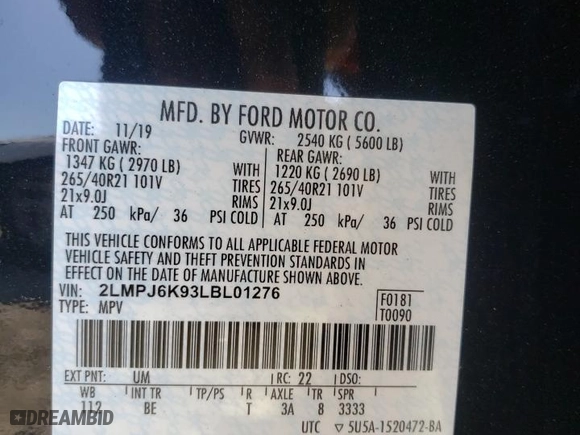 MFD. BY FORD MOTOR CO.
DATE: 11/19 GVWR: 2540 KG ( 5600 LB)
FRONT GAWR: REAR GAWR:
1347 KG ( 2970 LB) WITH 1220 KG ( 2690 LB) WITH
265/40R21 101V TIRES 265/40R21 101V TIRES
21x9.0J RIMS 21x9.0J RIMS
AT 250 kPa/ 36 PSI COLD AT 250 kPa/ 36 PSI COLD
THIS VEHICLE CONFORMS TO ALL APPLICABLE FEDERAL MOTOR
VEHICLE SAFETY AND THEFT PREVENTION STANDARDS IN
EFFECT ON THE DATE OF MANUFACTURE SHOWN ABOVE.
VIN: 2LMPJ6K93LBL01276 F0181
TYPE: MPV T0090
EXT PNT: UM RC: 22 DSO:
WB INT TR TP/PS R AXLE TR SPR
112 BE T 3A 8 3333
UTC 5U5A-1520472-BA
DREAMBID